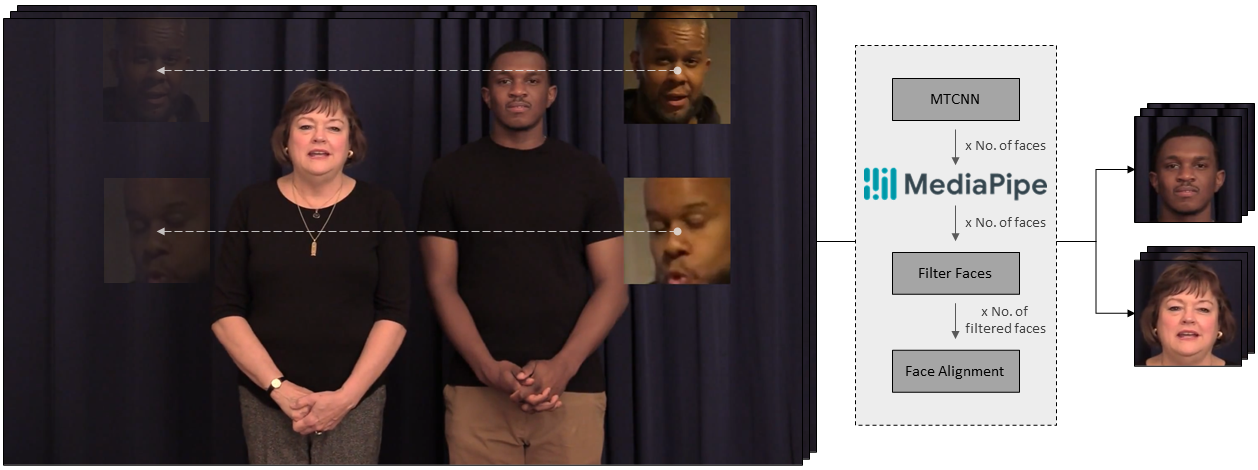 MTCNN
x No. of faces
MediaPipe
x No. of faces
Filter Faces
x No. of
filtered faces
Face Alignment